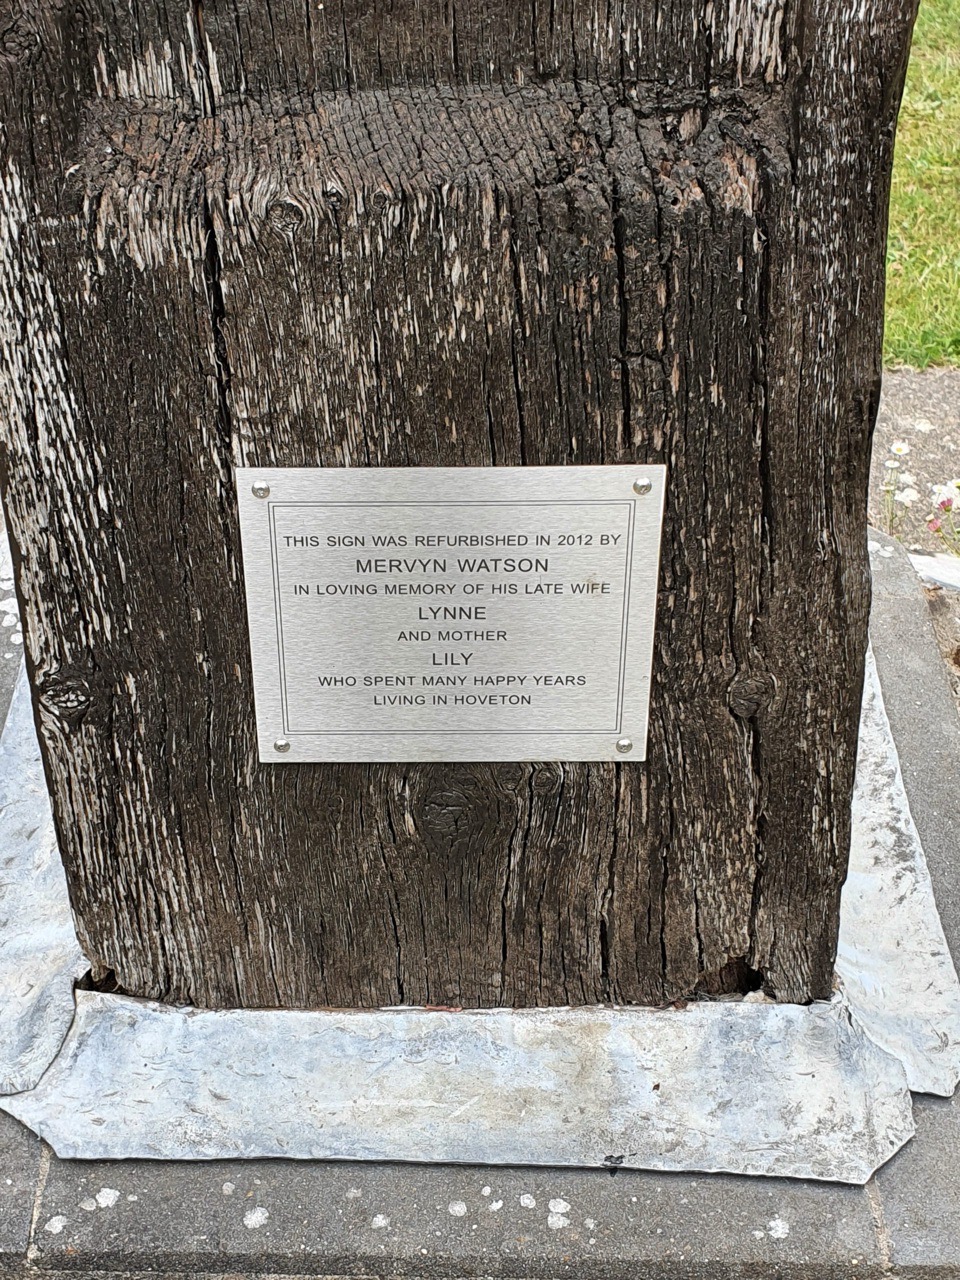 THIS SIGN WAS REFURBISHED IN 2012 BY
MERVYN WATSON
IN LOVING MEMORY OF HIS LATE WIFE
LYNNE
AND MOTHER
LILY
WHO SPENT MANY HAPPY YEARS
LIVING IN HOVETON